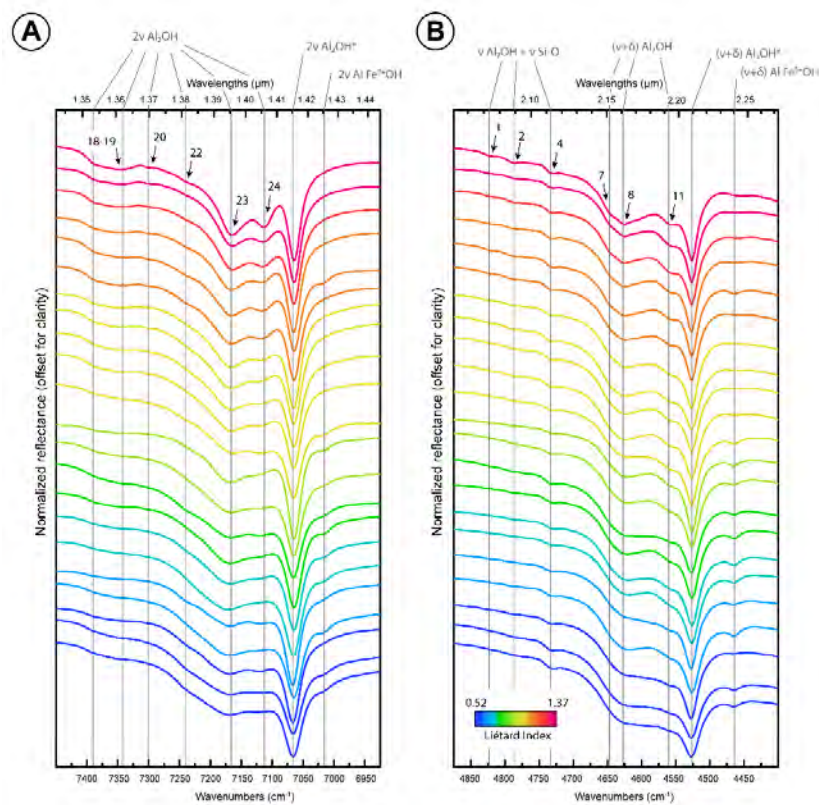 A
2ν Al₂OH
2ν Al₂OH*
2ν Al Fe³⁺OH
Wavelengths (μm)
1.35 1.36 1.37 1.38 1.39 1.40 1.41 1.42 1.43 1.44
18-19
20
22
23
24
Normalized reflectance (offset for clarity)
7400 7350 7300 7250 7200 7150 7100 7050 7000 6950
Wavenumbers (cm⁻¹)
B
ν Al₂OH + ν Si-O
(ν+δ) Al₂OH
(ν+δ) Al₂OH*
(ν+δ) Al Fe³⁺OH
Wavelengths (μm)
2.10 2.15 2.20 2.25
1
2
4
7
8
11
Normalized reflectance (offset for clarity)
0.52 1.37
Liétard Index
4850 4800 4750 4700 4650 4600 4550 4500 4450
Wavenumbers (cm⁻¹)